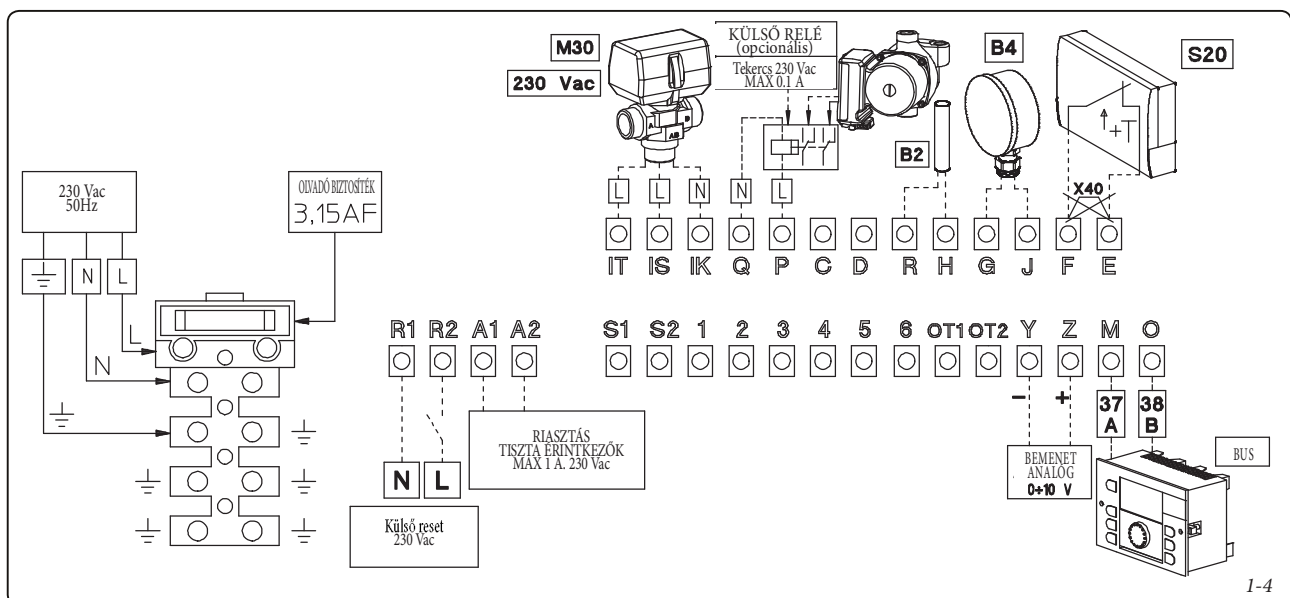 M30
230 Vac
KÜLSŐ RELÉ
(opcionális)
Tekercs 230 Vac
MAX 0.1 A
B4
S20
A
B
AB
+T
B2
X40
L
L
N
N
L
IT IS IK Q P C D R H G J F E
230 Vac
50Hz
OLVADÓ BIZTOSÍTÉK
3,15AF
N
L
L
N
R1 R2 A1 A2 S1 S2 1 2 3 4 5 6 OT1 OT2 Y Z M O
- +
37
A
38
B
N
L
RIASZTÁS
TISZTA ÉRINTKEZŐK
MAX 1 A. 230 Vac
Külső reset
230 Vac
BEMENET
ANALÓG
0÷10 V
BUS
1-4